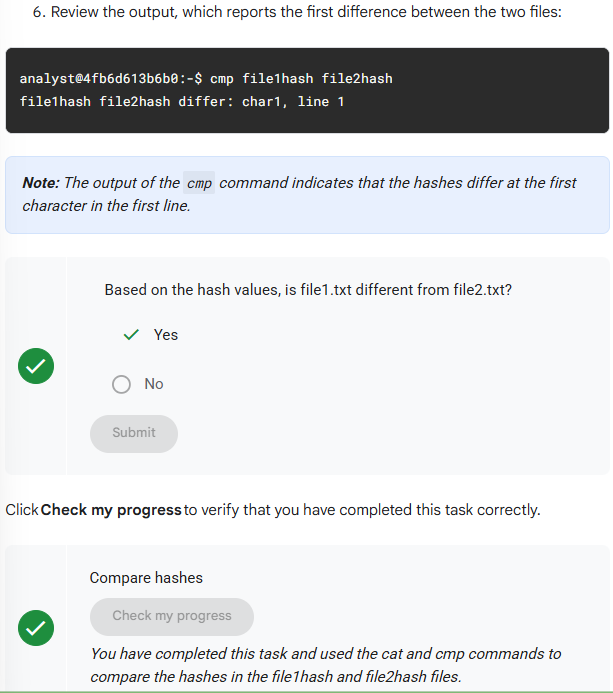 6. Review the output, which reports the first difference between the two files:
analyst@4fb6d613b6b0:~$ cmp file1hash file2hash
file1hash file2hash differ: char1, line 1
Note: The output of the cmp command indicates that the hashes differ at the first
character in the first line.
Based on the hash values, is file1.txt different from file2.txt?
Yes
No
Submit
Click Check my progress to verify that you have completed this task correctly.
Compare hashes
Check my progress
You have completed this task and used the cat and cmp commands to
compare the hashes in the file1hash and file2hash files.